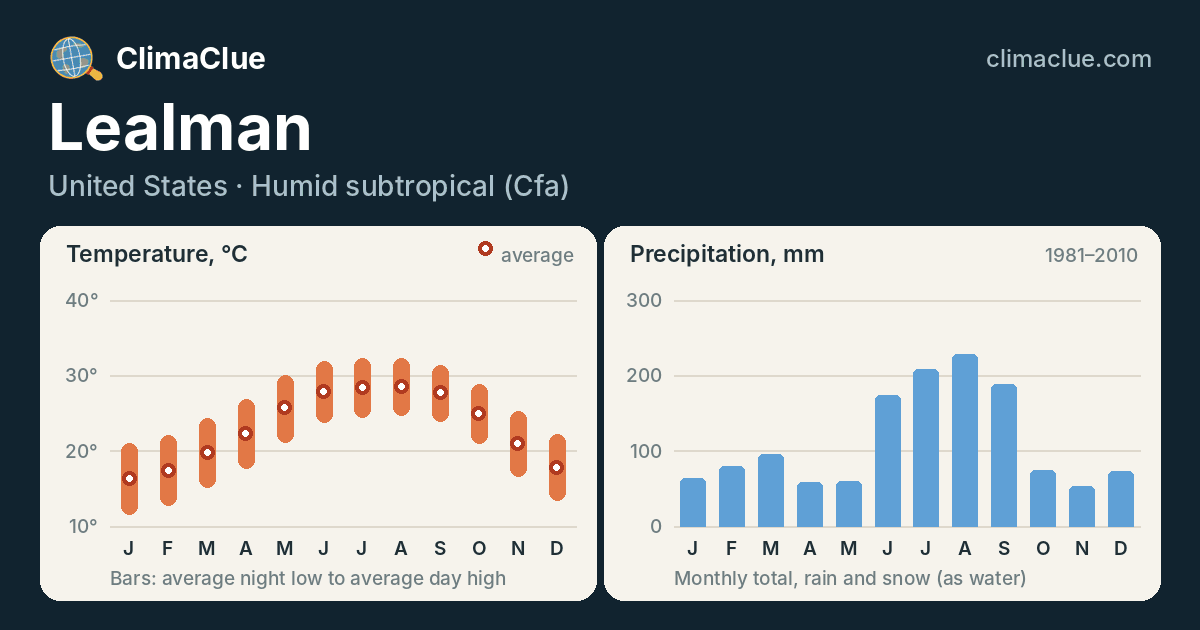 ClimaClue
climaclue.com
Lealman
United States · Humid subtropical (Cfa)
Temperature, °C
average
40°
30°
20°
10°
J F M A M J J A S O N D
Bars: average night low to average day high
Precipitation, mm
1981–2010
300
200
100
0
J F M A M J J A S O N D
Monthly total, rain and snow (as water)